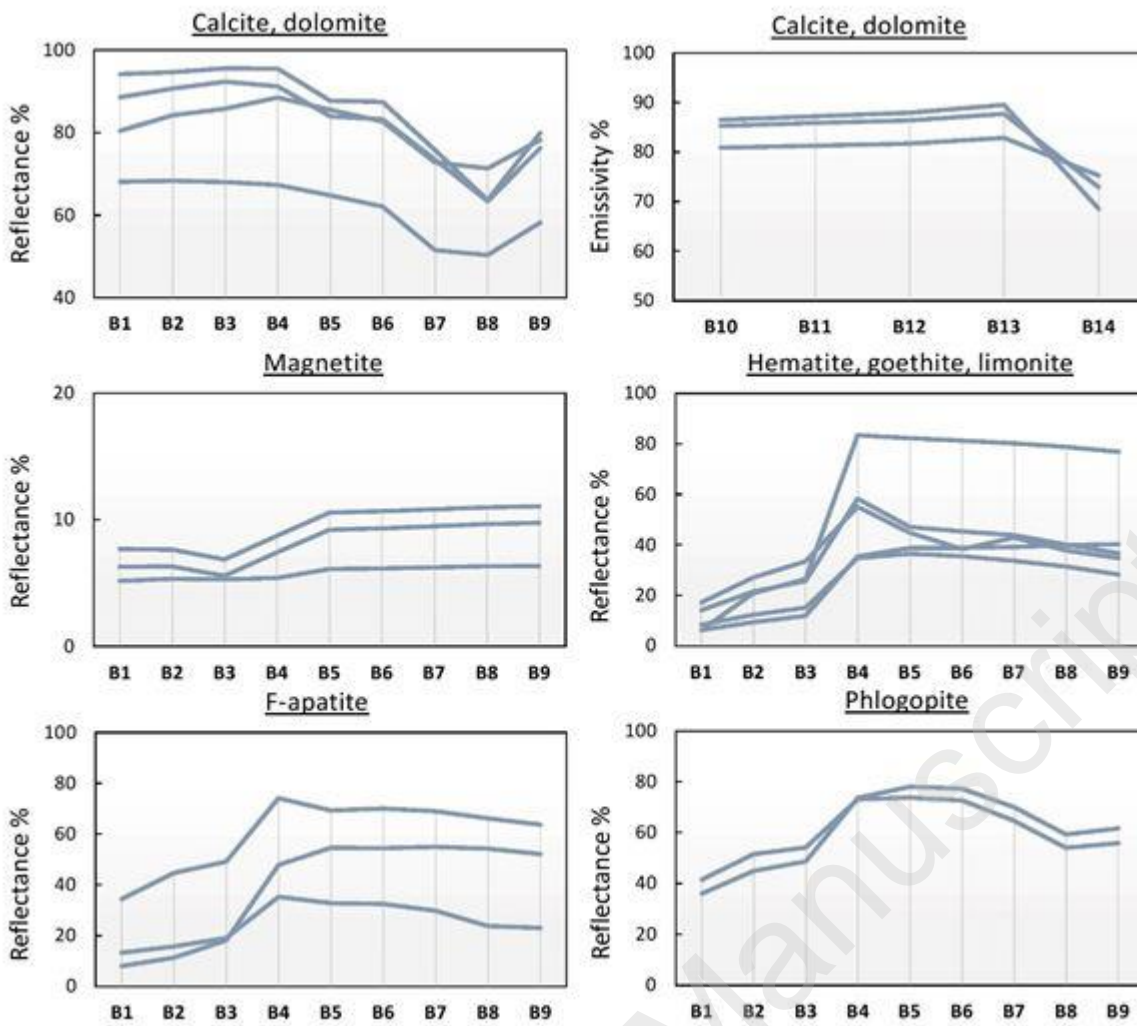 Calcite, dolomite
Reflectance %
100
80
60
40
B1 B2 B3 B4 B5 B6 B7 B8 B9
Calcite, dolomite
Emissivity %
100
90
80
70
60
50
B10 B11 B12 B13 B14
Magnetite
Reflectance %
20
10
0
B1 B2 B3 B4 B5 B6 B7 B8 B9
Hematite, goethite, limonite
Reflectance %
100
80
60
40
20
0
B1 B2 B3 B4 B5 B6 B7 B8 B9
F-apatite
Reflectance %
100
80
60
40
20
0
B1 B2 B3 B4 B5 B6 B7 B8 B9
Phlogopite
Reflectance %
100
80
60
40
20
0
B1 B2 B3 B4 B5 B6 B7 B8 B9
Manuscrip